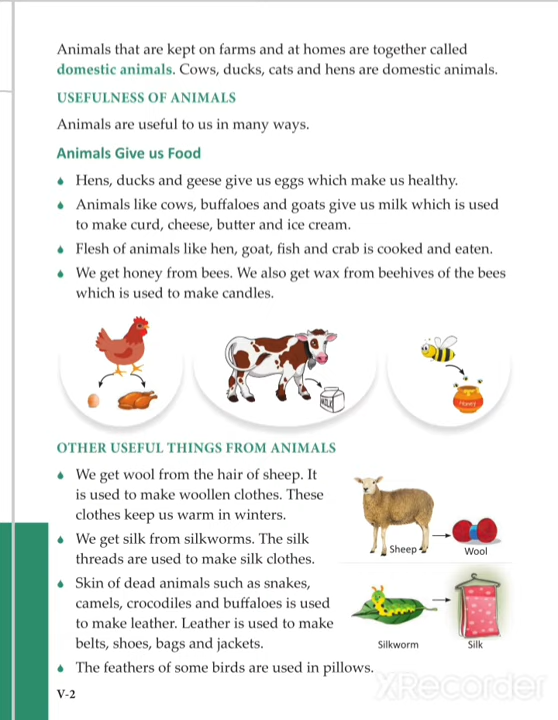 Animals that are kept on farms and at homes are together called
domestic animals. Cows, ducks, cats and hens are domestic animals.
USEFULNESS OF ANIMALS
Animals are useful to us in many ways.
Animals Give us Food
Hens, ducks and geese give us eggs which make us healthy.
Animals like cows, buffaloes and goats give us milk which is used
to make curd, cheese, butter and ice cream.
Flesh of animals like hen, goat, fish and crab is cooked and eaten.
We get honey from bees. We also get wax from beehives of the bees
which is used to make candles.
MILK
Honey
OTHER USEFUL THINGS FROM ANIMALS
We get wool from the hair of sheep. It
is used to make woollen clothes. These
clothes keep us warm in winters.
Sheep
Wool
We get silk from silkworms. The silk
threads are used to make silk clothes.
Skin of dead animals such as snakes,
camels, crocodiles and buffaloes is used
to make leather. Leather is used to make
belts, shoes, bags and jackets.
Silkworm
Silk
The feathers of some birds are used in pillows.
V-2
XRecorder